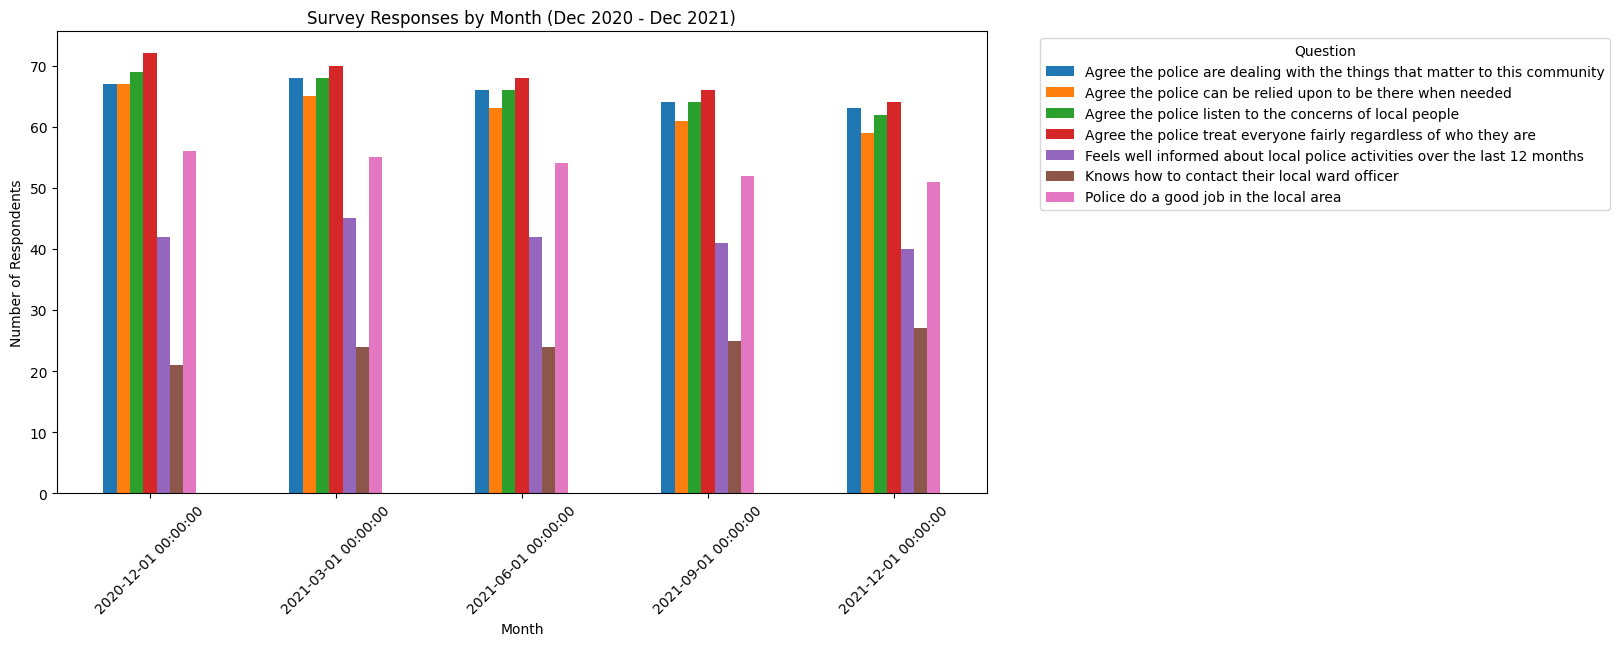 Survey Responses by Month (Dec 2020 - Dec 2021)
Number of Respondents
70
60
50
40
30
20
10
0
2020-12-01 00:00:00
2021-03-01 00:00:00
2021-06-01 00:00:00
2021-09-01 00:00:00
2021-12-01 00:00:00
Month
Question
Agree the police are dealing with the things that matter to this community
Agree the police can be relied upon to be there when needed
Agree the police listen to the concerns of local people
Agree the police treat everyone fairly regardless of who they are
Feels well informed about local police activities over the last 12 months
Knows how to contact their local ward officer
Police do a good job in the local area